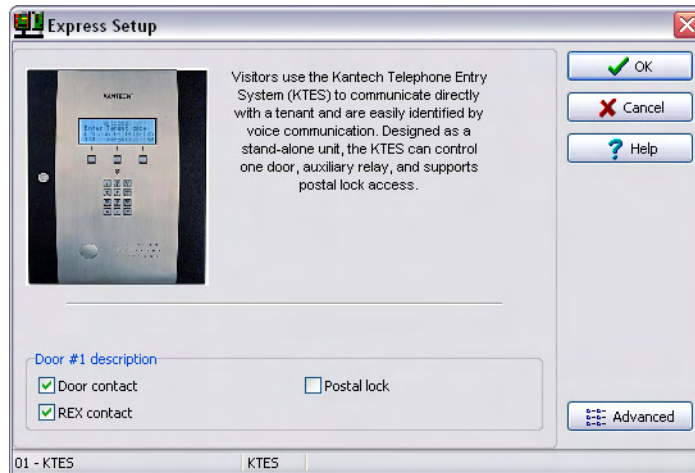 Express Setup
KANTECH
Enter Tenant code
Visitors use the Kantech Telephone Entry
System (KTES) to communicate directly
with a tenant and are easily identified by
voice communication. Designed as a
stand-alone unit, the KTES can control
one door, auxiliary relay, and supports
postal lock access.
OK
Cancel
Help
Door #1 description
Door contact
Postal lock
REX contact
Advanced
01 - KTES
KTES